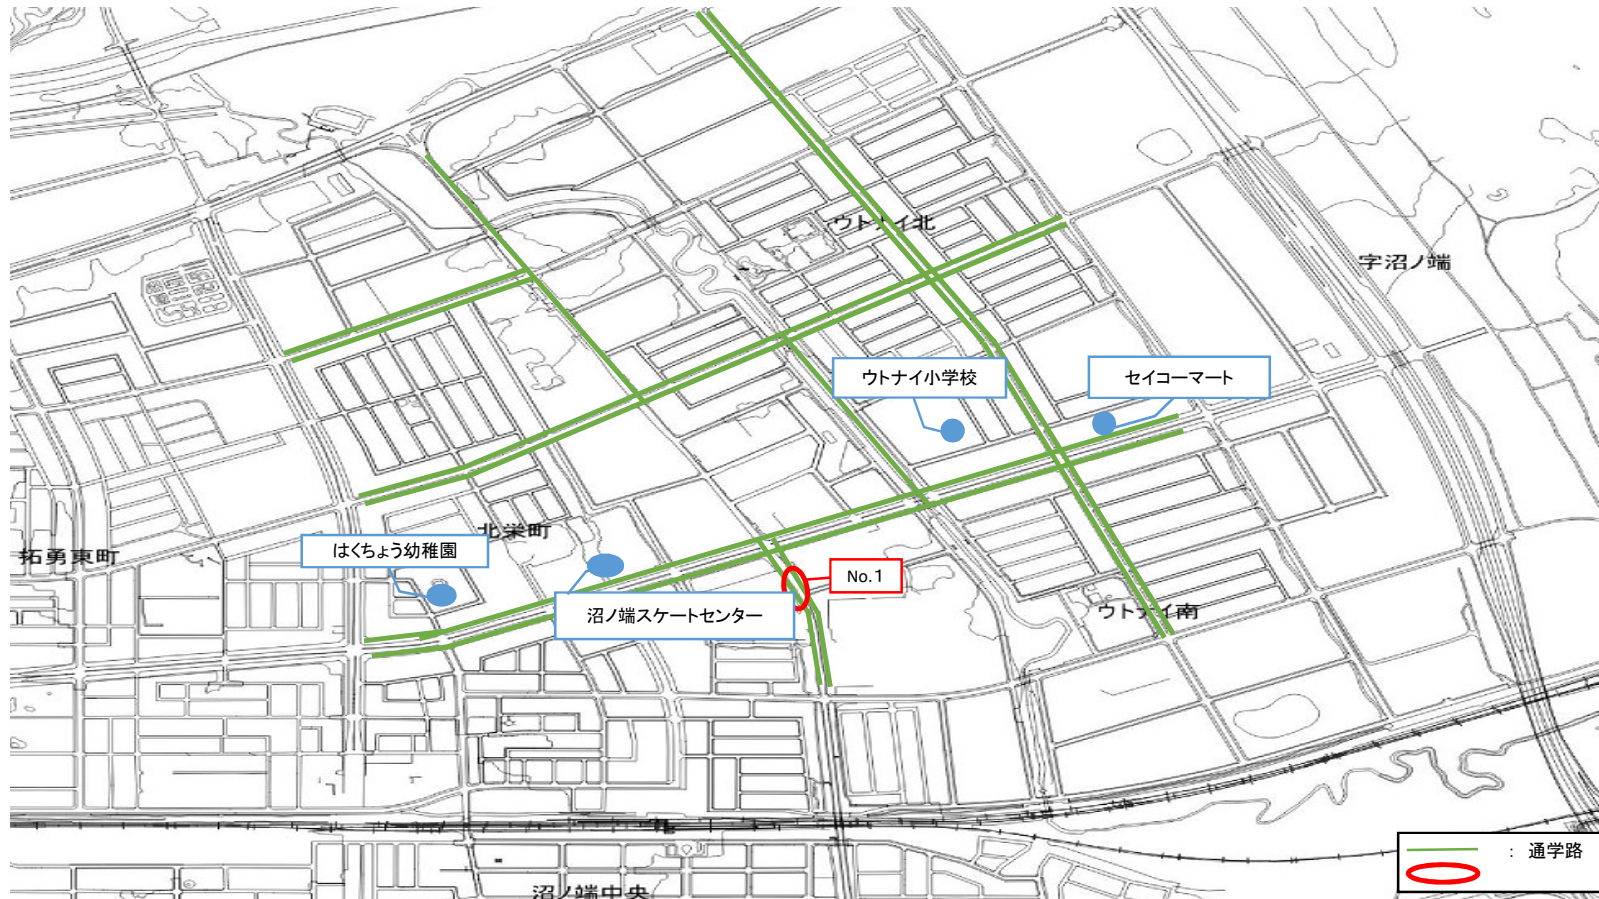 ウトナイ北
字沼ノ端
ウトナイ小学校
セイコーマート
北栄町
拓勇東町
はくちょう幼稚園
No.1
沼ノ端スケートセンター
ウトナイ南
： 通学路
沼ノ端中央